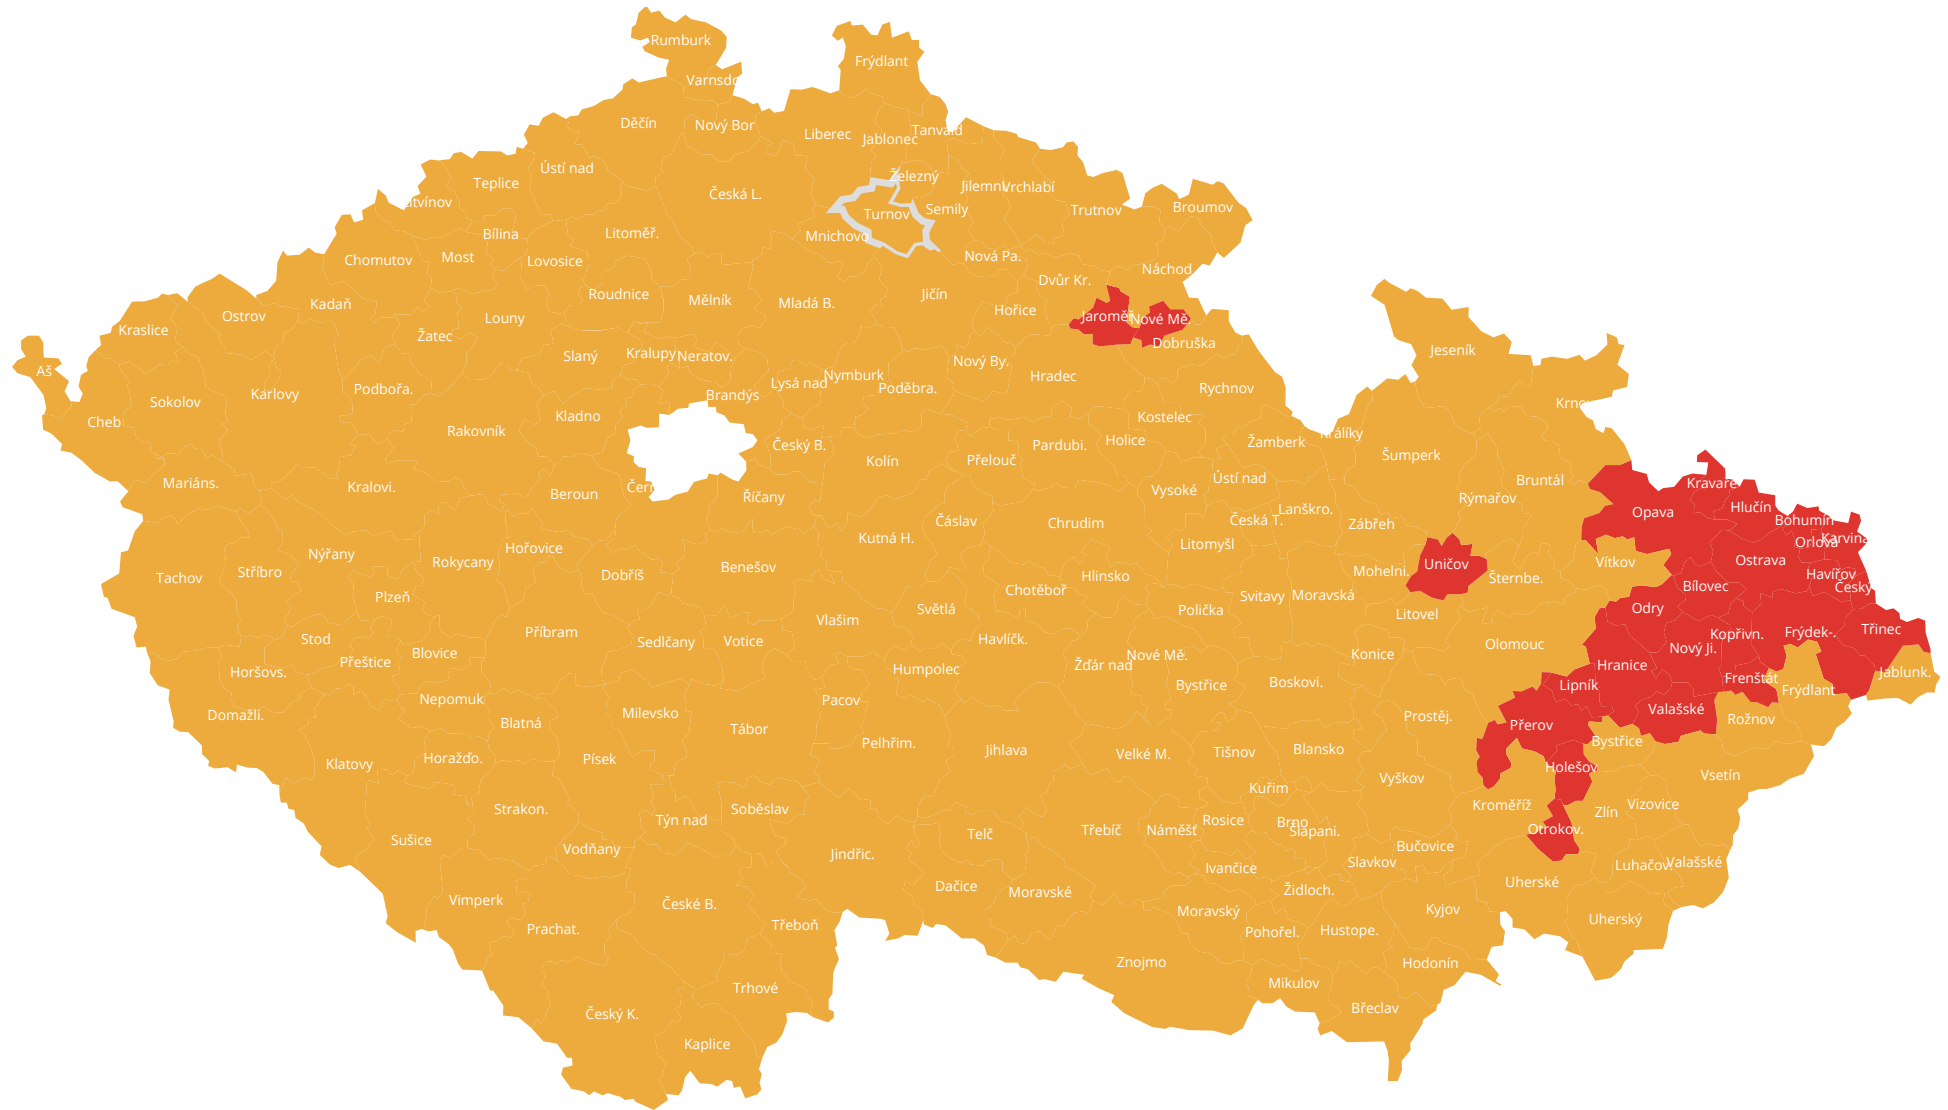 Rumburk
Frýdlant
Varnsdo
Děčín
Nový Bor
Liberec
Jablonec
Tanvald
Ústí nad
Teplice
Železný
Jilemni
Vrchlabí
Česká L.
itvínov
Turnov
Semily
Trutnov
Broumov
Bílina
Litoměř.
Mnichovo
Most
Chomutov
Lovosice
Nová Pa.
Náchod
Dvůr Kr.
Roudnice
Mělník
Mladá B.
Jičín
Kadaň
Ostrov
Hořice
Jaroměř
Nové Mě.
Louny
Kraslice
Žatec
Dobruška
Slaný
Kralupy
Neratov.
Jeseník
Nový By.
Aš
Nymburk
Hradec
Lysá nad
Poděbra.
Rychnov
Podbořa.
Karlovy
Brandýs
Sokolov
Krnov
Kladno
Kostelec
Cheb
Rakovník
Králíky
Holice
Žamberk
Český B.
Pardubi.
Šumperk
Kolín
Přelouč
Ústí nad
Bruntál
Mariáns.
Kralovi.
Kravaře
Vysoké
Beroun
Čern
Říčany
Rýmařov
Hlučín
Lanškro.
Opava
Čáslav
Chrudim
Česká T.
Zábřeh
Bohumín
Kutná H.
Karviná
Orlová
Litomyšl
Hořovice
Nýřany
Rokycany
Ostrava
Vítkov
Uničov
Benešov
Mohelni.
Stříbro
Havířov
Dobříš
Hlinsko
Tachov
Šternbe.
Bílovec
Český
Chotěboř
Plzeň
Svitavy
Moravská
Světlá
Polička
Odry
Litovel
Vlašim
Třinec
Příbram
Frýdek-.
Kopřivn.
Stod
Havlíčk.
Sedlčany
Votice
Olomouc
Nový Ji.
Blovice
Konice
Nové Mě.
Přeštice
Žďár nad
Hranice
Humpolec
Horšovs.
Jablunk.
Frenštát
Boskovi.
Bystřice
Lipník
Frýdlant
Nepomuk
Pacov
Valašské
Milevsko
Domažli.
Prostěj.
Rožnov
Blatná
Přerov
Tábor
Pelhřim.
Bystřice
Jihlava
Blansko
Tišnov
Velké M.
Horažďo.
Písek
Klatovy
Holešov
Vsetín
Vyškov
Kuřim
Kroměříž
Vizovice
Strakon.
Soběslav
Zlín
Týn nad
Rosice
Brno
Otrokov.
Třebíč
Náměšť
Šlapani.
Telč
Sušice
Bučovice
Vodňany
Jindřic.
Slavkov
Valašské
Luhačov.
Ivančice
Uherské
Dačice
Židloch.
Moravské
Vimperk
České B.
Kyjov
Moravský
Uherský
Třeboň
Prachat.
Hustope.
Pohořel.
Znojmo
Hodonín
Mikulov
Trhové
Břeclav
Český K.
Kaplice